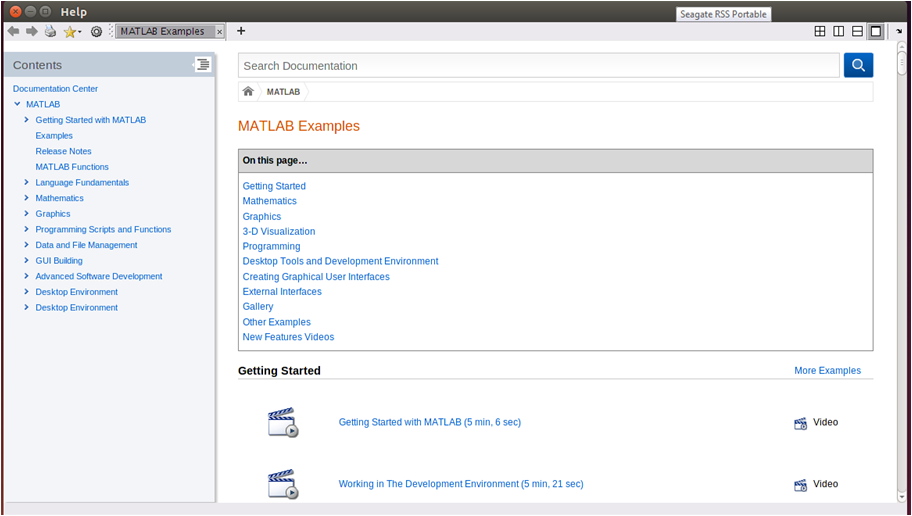 Help
Seagate RSS Portable
MATLAB Examples
Contents
Documentation Center
MATLAB
Getting Started with MATLAB
Examples
Release Notes
MATLAB Functions
Language Fundamentals
Mathematics
Graphics
Programming Scripts and Functions
Data and File Management
GUI Building
Advanced Software Development
Desktop Environment
Desktop Environment
Search Documentation
MATLAB
MATLAB Examples
On this page…
Getting Started
Mathematics
Graphics
3-D Visualization
Programming
Desktop Tools and Development Environment
Creating Graphical User Interfaces
External Interfaces
Gallery
Other Examples
New Features Videos
Getting Started More Examples
Getting Started with MATLAB (5 min, 6 sec) Video
Working in The Development Environment (5 min, 21 sec) Video